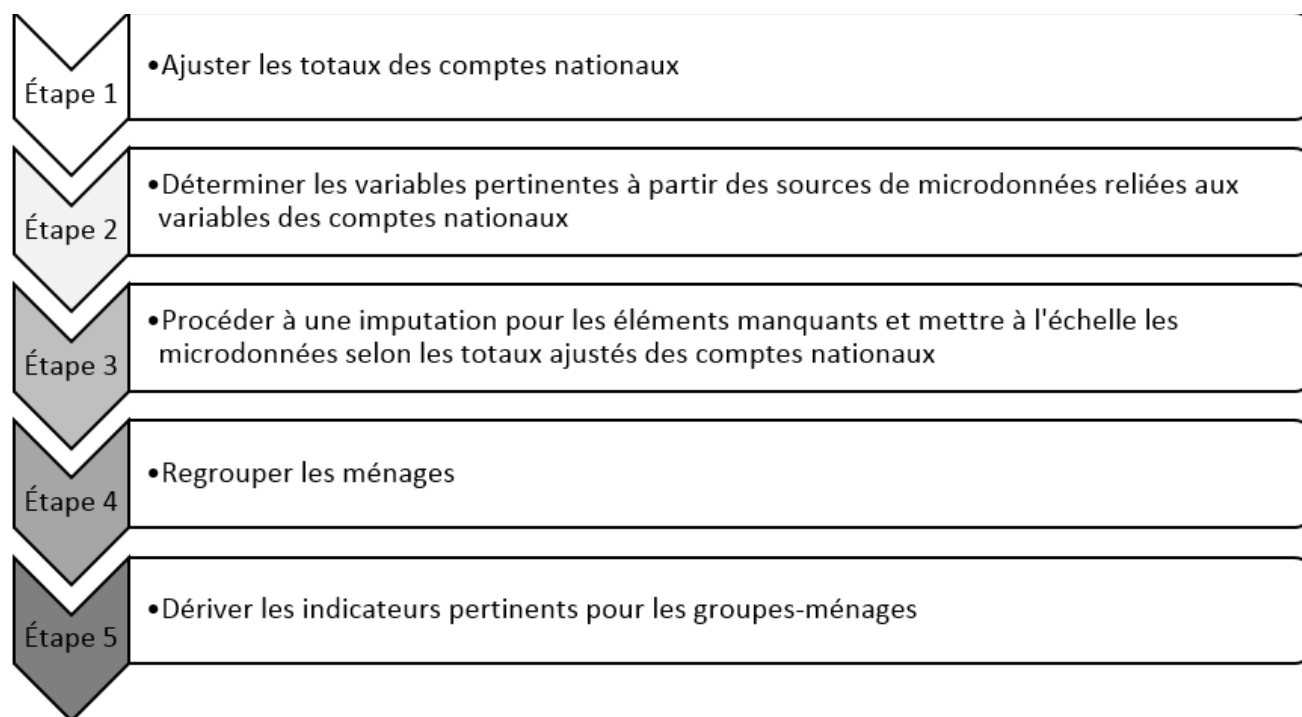 Étape 1
•Ajuster les totaux des comptes nationaux
Étape 2
•Déterminer les variables pertinentes à partir des sources de microdonnées reliées aux
variables des comptes nationaux
Étape 3
•Procéder à une imputation pour les éléments manquants et mettre à l'échelle les
microdonnées selon les totaux ajustés des comptes nationaux
Étape 4
•Regrouper les ménages
Étape 5
•Dériver les indicateurs pertinents pour les groupes-ménages